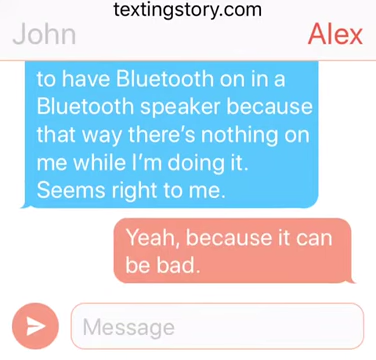 textingstory.com
John
Alex
to have Bluetooth on in a
Bluetooth speaker because
that way there's nothing on
me while I'm doing it.
Seems right to me.
Yeah, because it can
be bad.
Message